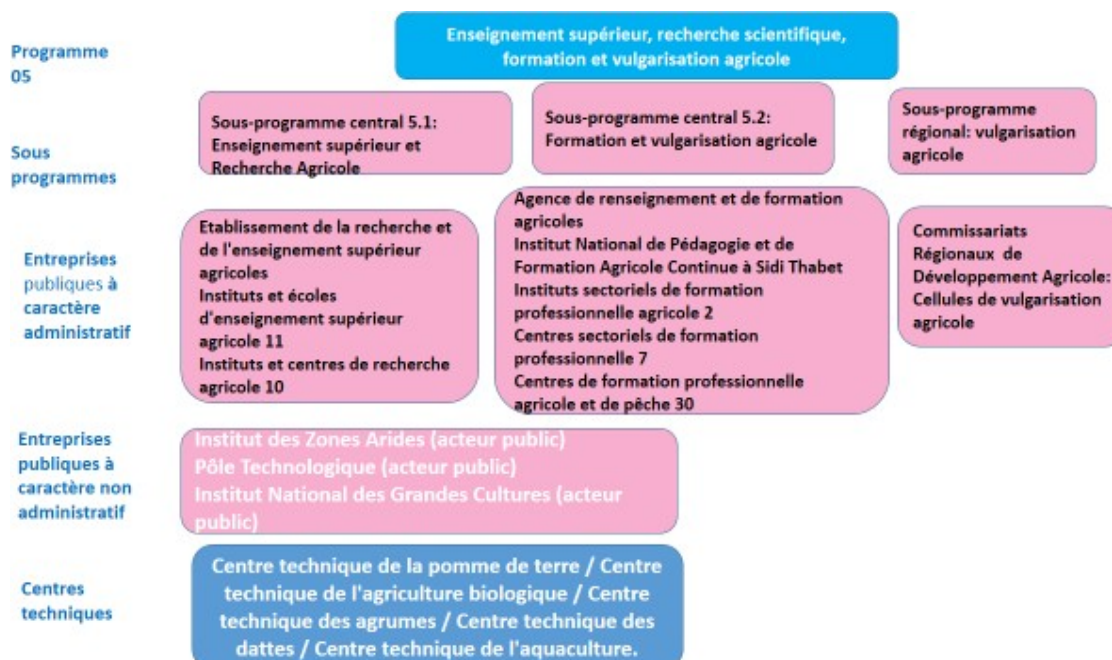 Programme
05
Enseignement supérieur, recherche scientifique,
formation et vulgarisation agricole
Sous
programmes
Sous-programme central 5.1:
Enseignement supérieur et
Recherche Agricole
Sous-programme central 5.2:
Formation et vulgarisation agricole
Sous-programme
régional: vulgarisation
agricole
Entreprises
publiques à
caractère
administratif
Etablissement de la recherche et
de l'enseignement supérieur
agricoles
Instituts et écoles
d'enseignement supérieur
agricole 11
Instituts et centres de recherche
agricole 10
Agence de renseignement et de formation
agricoles
Institut National de Pédagogie et de
Formation Agricole Continue à Sidi Thabet
Instituts sectoriels de formation
professionnelle agricole 2
Centres sectoriels de formation
professionnelle 7
Centres de formation professionnelle
agricole et de pêche 30
Commissariats
Régionaux de
Développement Agricole:
Cellules de vulgarisation
agricole
Entreprises
publiques à
caractère non
administratif
Institut des Zones Arides (acteur public)
Pôle Technologique (acteur public)
Institut National des Grandes Cultures (acteur
public)
Centres
techniques
Centre technique de la pomme de terre / Centre
technique de l'agriculture biologique / Centre
technique des agrumes / Centre technique des
dattes / Centre technique de l'aquaculture.